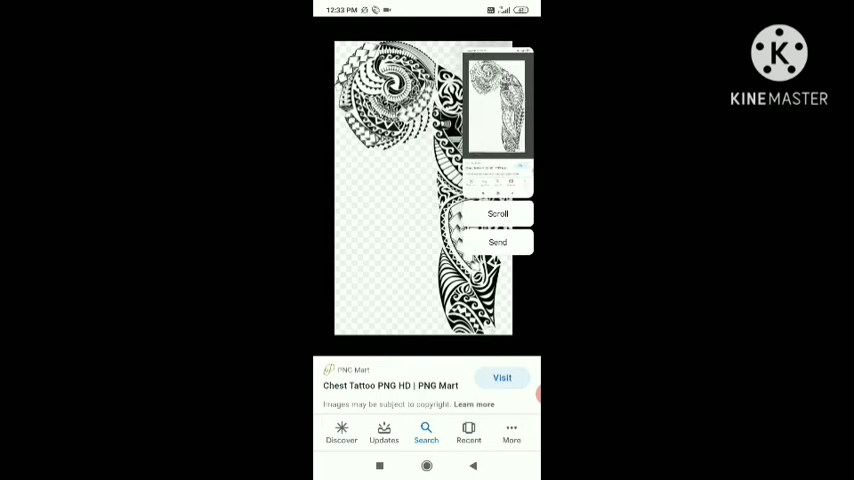 12:33 PM
KINEMASTER
Scroll
Send
PNG Mart
Visit
Chest Tattoo PNG HD | PNG Mart
Images may be subject to copyright. Learn more
Discover
Updates
Search
Recent
More